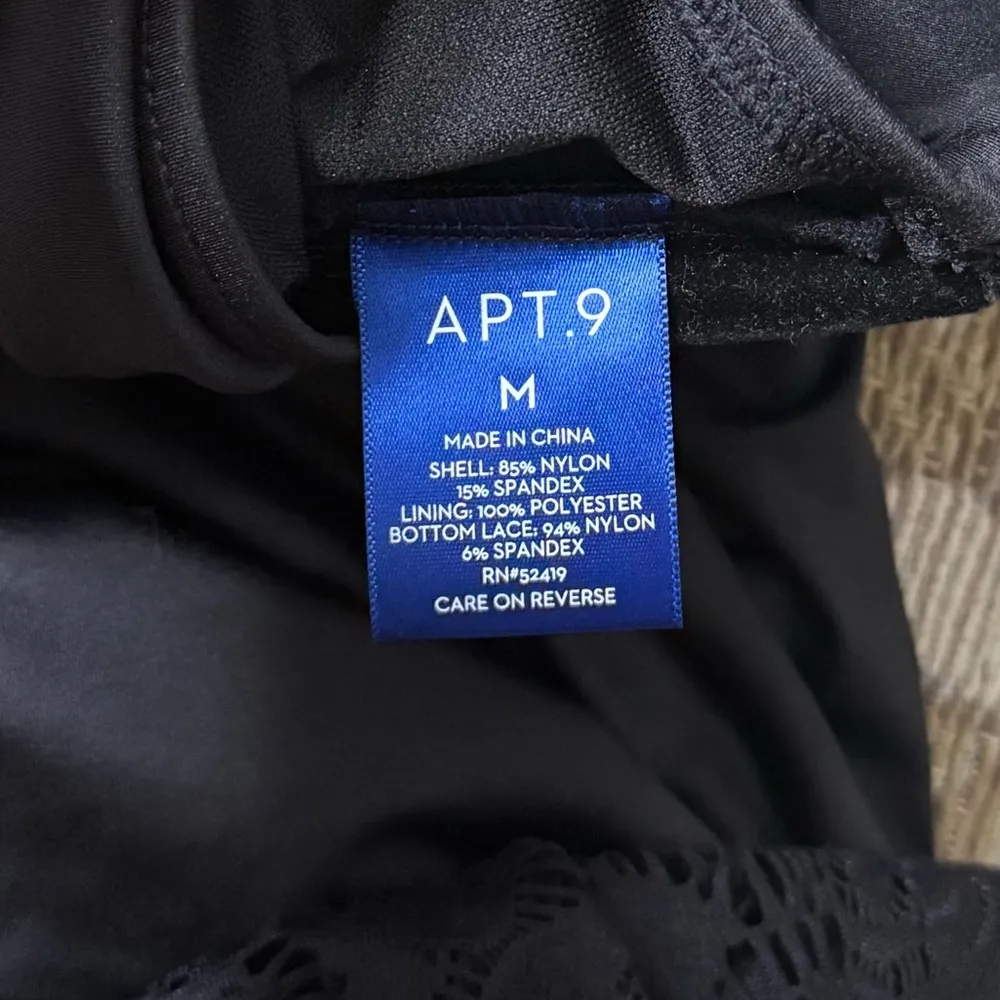 APT.9
M
MADE IN CHINA
SHELL: 85% NYLON
15% SPANDEX
LINING: 100% POLYESTER
BOTTOM LACE: 94% NYLON
6% SPANDEX
RN#52419
CARE ON REVERSE